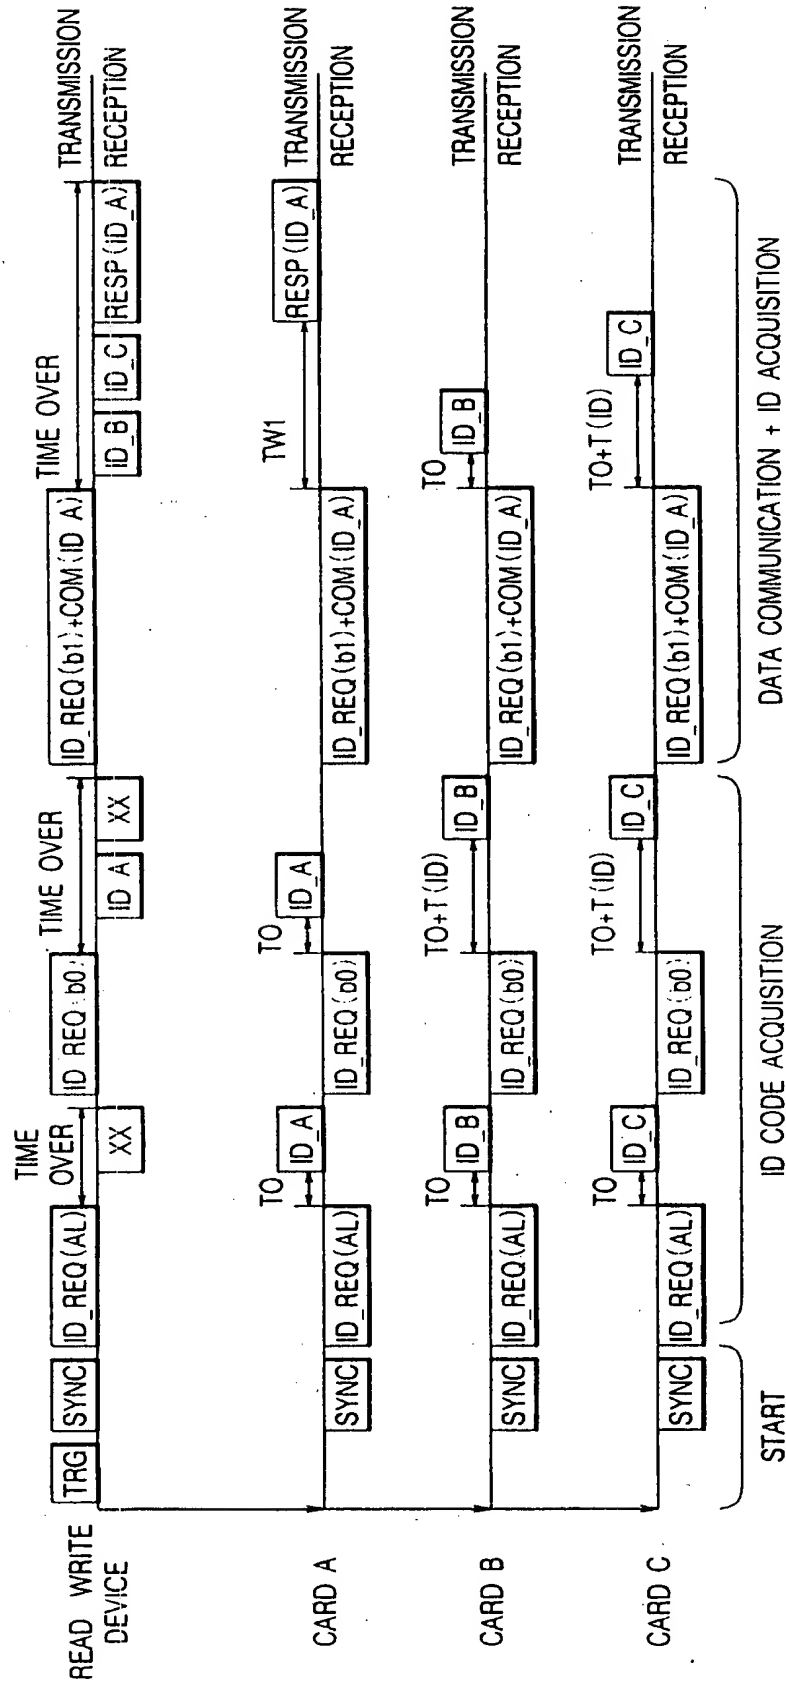 READ WRITE
DEVICE
TRG
SYNC
ID_REQ(AL)
TIME
OVER
XX
ID_REQ(b0)
TIME OVER
ID_A
XX
ID_REQ(b1)+COM(ID_A)
TIME OVER
ID_B
ID_C
RESP(ID_A)
TRANSMISSION
RECEPTION
CARD A
SYNC
ID_REQ(AL)
TO
ID_A
ID_REQ(b0)
TO
ID_A
ID_REQ(b1)+COM(ID_A)
TW1
RESP(ID_A)
TRANSMISSION
RECEPTION
CARD B
SYNC
ID_REQ(AL)
TO
ID_B
ID_REQ(b0)
TO+T(ID)
ID_B
ID_REQ(b1)+COM(ID_A)
TO
ID_B
TRANSMISSION
RECEPTION
CARD C
SYNC
ID_REQ(AL)
TO
ID_C
ID_REQ(b0)
TO+T(ID)
ID_C
ID_REQ(b1)+COM(ID_A)
TO+T(ID)
ID_C
TRANSMISSION
RECEPTION
START
ID CODE ACQUISITION
DATA COMMUNICATION + ID ACQUISITION